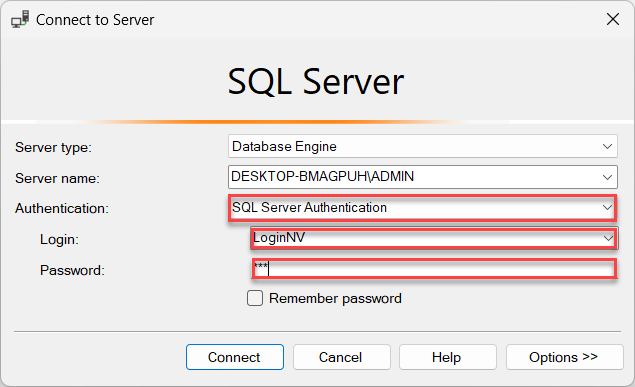 Connect to Server
SQL Server
Server type: Database Engine
Server name: DESKTOP-BMAGPUH\ADMIN
Authentication: SQL Server Authentication
Login: LoginNV
Password: ***
Remember password
Connect Cancel Help Options >>